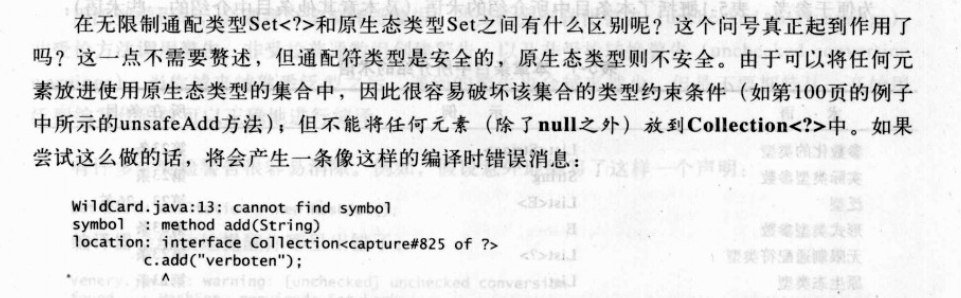 在无限制通配类型Set<?>和原生态类型Set之间有什么区别呢？这个问号真正起到作用了
吗？这一点不需要赘述，但通配符类型是安全的，原生态类型则不安全。由于可以将任何元
素放进使用原生态类型的集合中，因此很容易破坏该集合的类型约束条件（如第100页的例子
中所示的unsafeAdd方法）；但不能将任何元素（除了null之外）放到Collection<?>中。如果
尝试这么做的话，将会产生一条像这样的编译时错误消息：
WildCard.java:13: cannot find symbol
symbol : method add(String)
location: interface Collection<capture#825 of ?>
c.add("verboten");
^